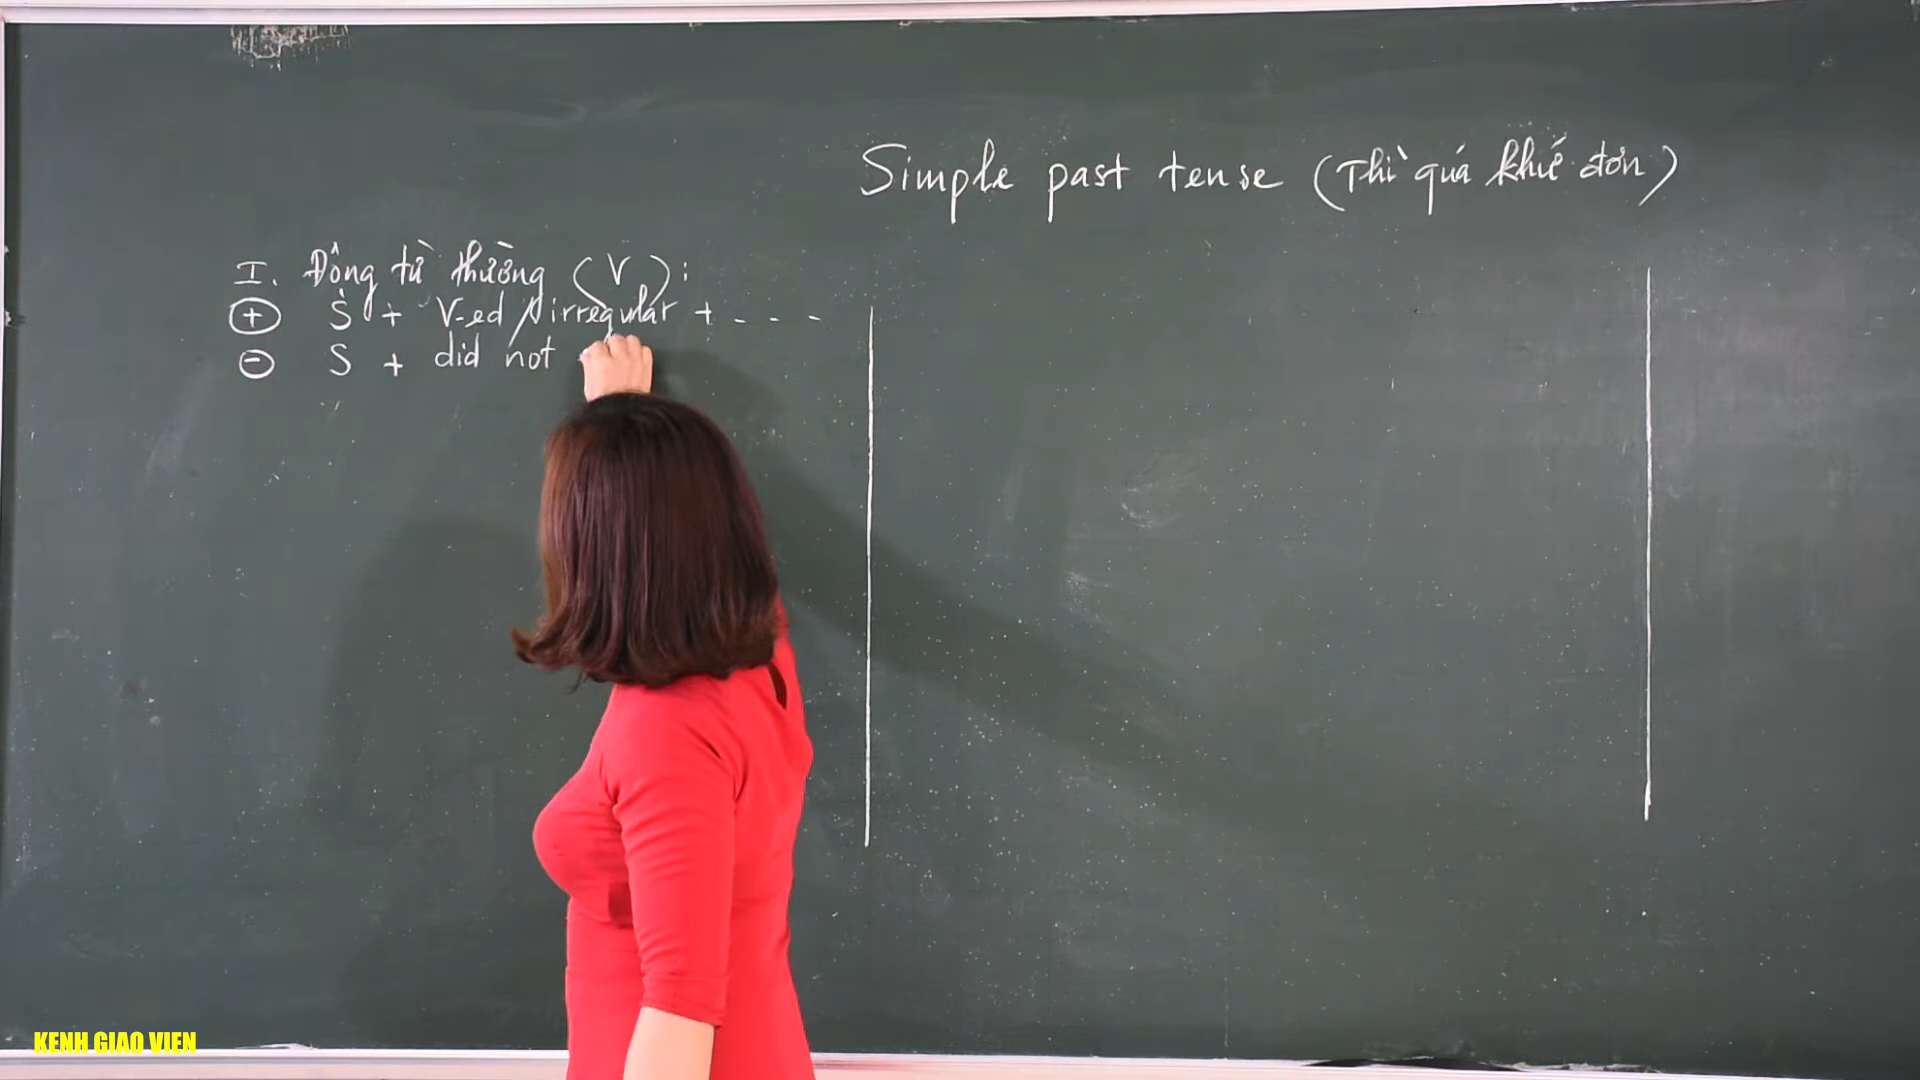 Simple past tense (Thì quá khứ đơn)
I. Động từ thường (V):
+ S + V-ed / irregular + - - -
- S + did not
KENH GIAO VIEN